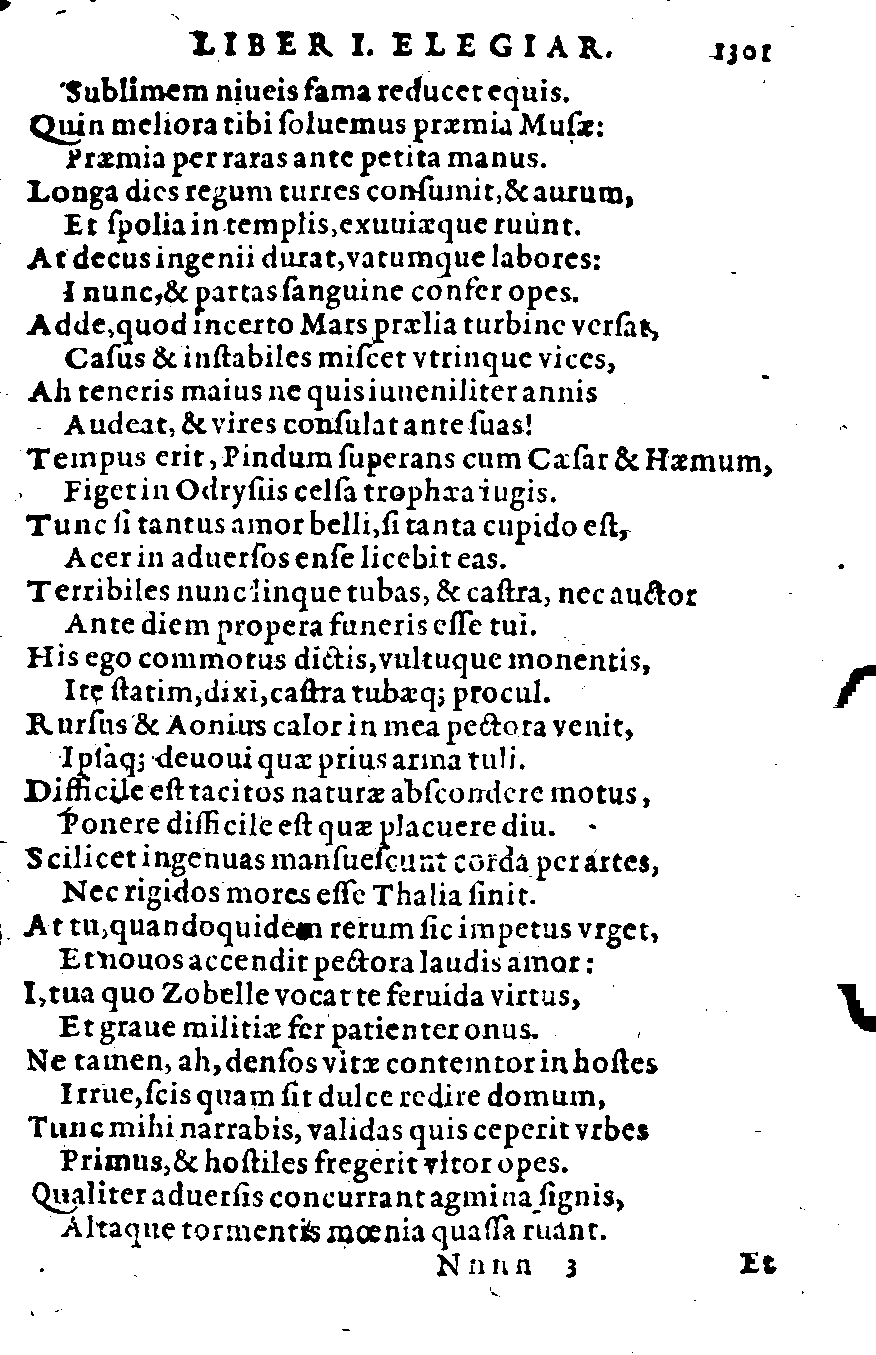 LIBER I. ELEGIAR. 1301
Sublimem niueis fama reducet equis.
Quin meliora tibi ſoluemus præmia Muſæ:
Præmia per raras ante petita manus.
Longa dies regum turres conſumit, & aurum,
Et ſpolia in templis, exuuiæque ruunt.
At decus ingenii durat, vatumque labores:
I nunc, & partas ſanguine confer opes.
Adde, quod incerto Mars prælia turbine verſat,
Caſus & inſtabiles miſcet vtrinque vices,
Ah teneris maius ne quis iuueniliter annis
Audeat, & vires conſulat ante ſuas!
Tempus erit, Pindum ſuperans cum Cæſar & Hæmum,
Figet in Odryſiis celſa trophæa iugis.
Tunc ſi tantus amor belli, ſi tanta cupido eſt,
Acer in aduerſos enſe licebit eas.
Terribiles nunc linque tubas, & caſtra, nec auctor
Ante diem propera funeris eſſe tui.
His ego commotus dictis, vultuque monentis,
Ite ſtatim, dixi, caſtra tubæq; procul.
Rurſus & Aonius calor in mea pectora venit,
Ipſaq; deuoui quæ prius arma tuli.
Difficile eſt tacitos naturæ abſcondere motus,
Ponere difficile eſt quæ placuere diu.
Scilicet ingenuas manſueſcunt corda per artes,
Nec rigidos mores eſſe Thalia ſinit.
At tu, quandoquidem rerum ſic impetus vrget,
Et nouos accendit pectora laudis amor:
I, tua quo Zobelle vocat te feruida virtus,
Et graue militiæ fer patienter onus.
Ne tamen, ah, denſos vitæ contemtor in hoſtes
Irrue, ſcis quam ſit dulce redire domum,
Tunc mihi narrabis, validas quis ceperit vrbes
Primus, & hoſtiles fregerit vltor opes.
Qualiter aduerſis concurrant agmina ſignis,
Altaque tormentis mœnia quaſſa ruant.
Nnnn 3 Et